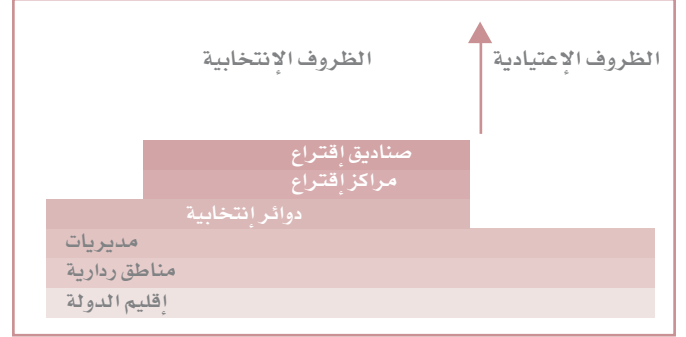 الظروف الإعتيادية
الظروف الإنتخابية
صناديق إقتراع
مراكز إقتراع
دوائر إنتخابية
مديريات
مناطق ردارية
إقليم الدولة